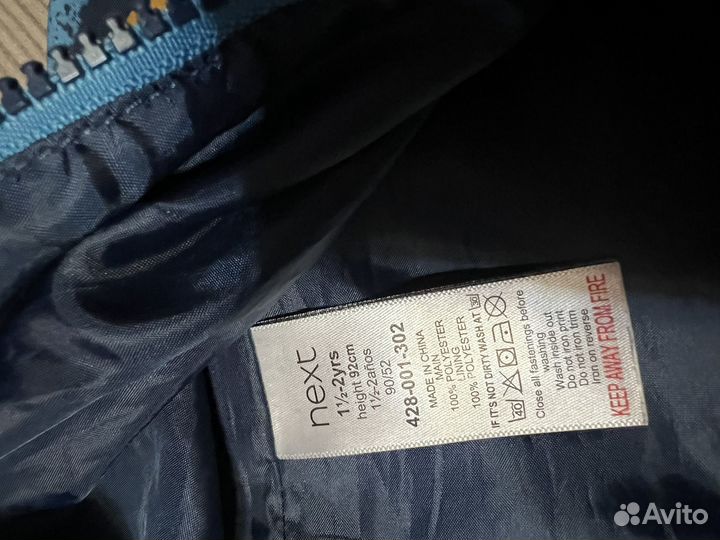 next
1½-2yrs
height 92cm
1½-2años
90/52
428-001-302
MADE IN CHINA
MAIN
100% POLYESTER
LINING
100% POLYESTER
IF IT'S NOT DIRTY WASH AT 30
40
Close all fastenings before
washing
Wash inside out
Do not iron print
Do not iron trim
Iron on reverse
KEEP AWAY FROM FIRE
Avito